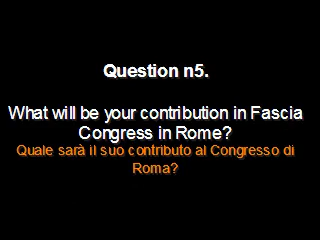 Question n5.
What will be your contribution in Fascia
Congress in Rome?
Quale sarà il suo contributo al Congresso di
Roma?